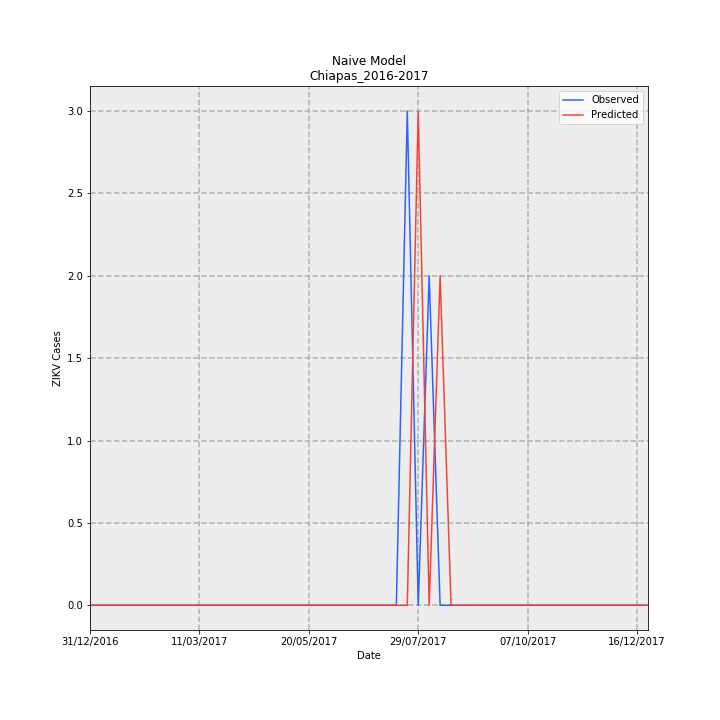 Naive Model
Chiapas_2016-2017
Observed
Predicted
3.0
2.5
2.0
1.5
1.0
0.5
0.0
ZIKV Cases
31/12/2016 11/03/2017 20/05/2017 29/07/2017 07/10/2017 16/12/2017
Date